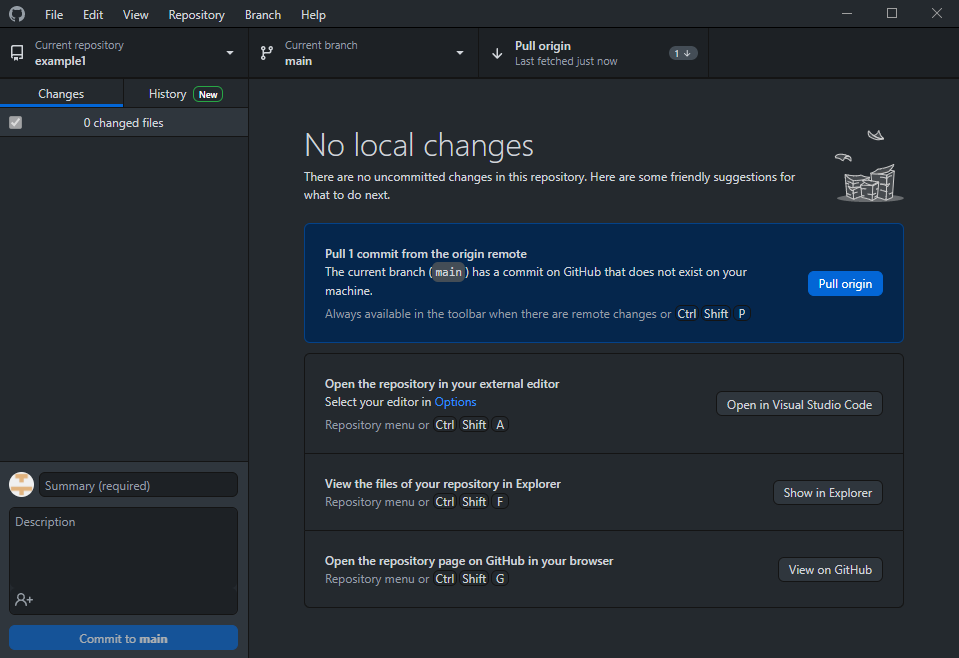 File Edit View Repository Branch Help
Current repository
example1
Current branch
main
Pull origin
Last fetched just now
1
Changes
History New
0 changed files
No local changes
There are no uncommitted changes in this repository. Here are some friendly suggestions for
what to do next.
Pull 1 commit from the origin remote
The current branch (main) has a commit on GitHub that does not exist on your
machine.
Always available in the toolbar when there are remote changes or Ctrl Shift P
Pull origin
Open the repository in your external editor
Select your editor in Options
Repository menu or Ctrl Shift A
Open in Visual Studio Code
View the files of your repository in Explorer
Repository menu or Ctrl Shift F
Show in Explorer
Open the repository page on GitHub in your browser
Repository menu or Ctrl Shift G
View on GitHub
Summary (required)
Description
Commit to main